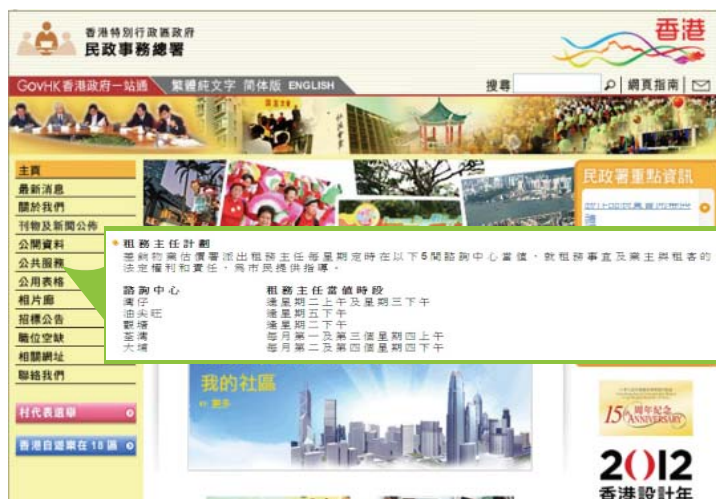 香港特別行政區政府
民政事務總署
香港
GOVHK香港政府一站通 繁體純文字 简体版 ENGLISH 搜尋 網頁指南
主頁
最新消息
關於我們
刊物及新聞公佈
公開資料
公共服務
公用表格
相片廊
招標公告
職位空缺
相關網址
聯絡我們
村代表選舉
香港自遊樂在18區
民政署重點資訊
租務主任計劃
差餉物業估價署派出租務主任每星期定時在以下5間諮詢中心當值，就租務事宜及業主與租客的
法定權利和責任，為市民提供指導。
諮詢中心 租務主任當值時段
灣仔 逢星期二上午及星期三下午
油尖旺 逢星期五下午
觀塘 逢星期二下午
荃灣 每月第一及第三個星期四上午
大埔 每月第二及第四個星期四下午
我的社區
更多
15周年紀念
ANNIVERSARY
2012
香港設計年